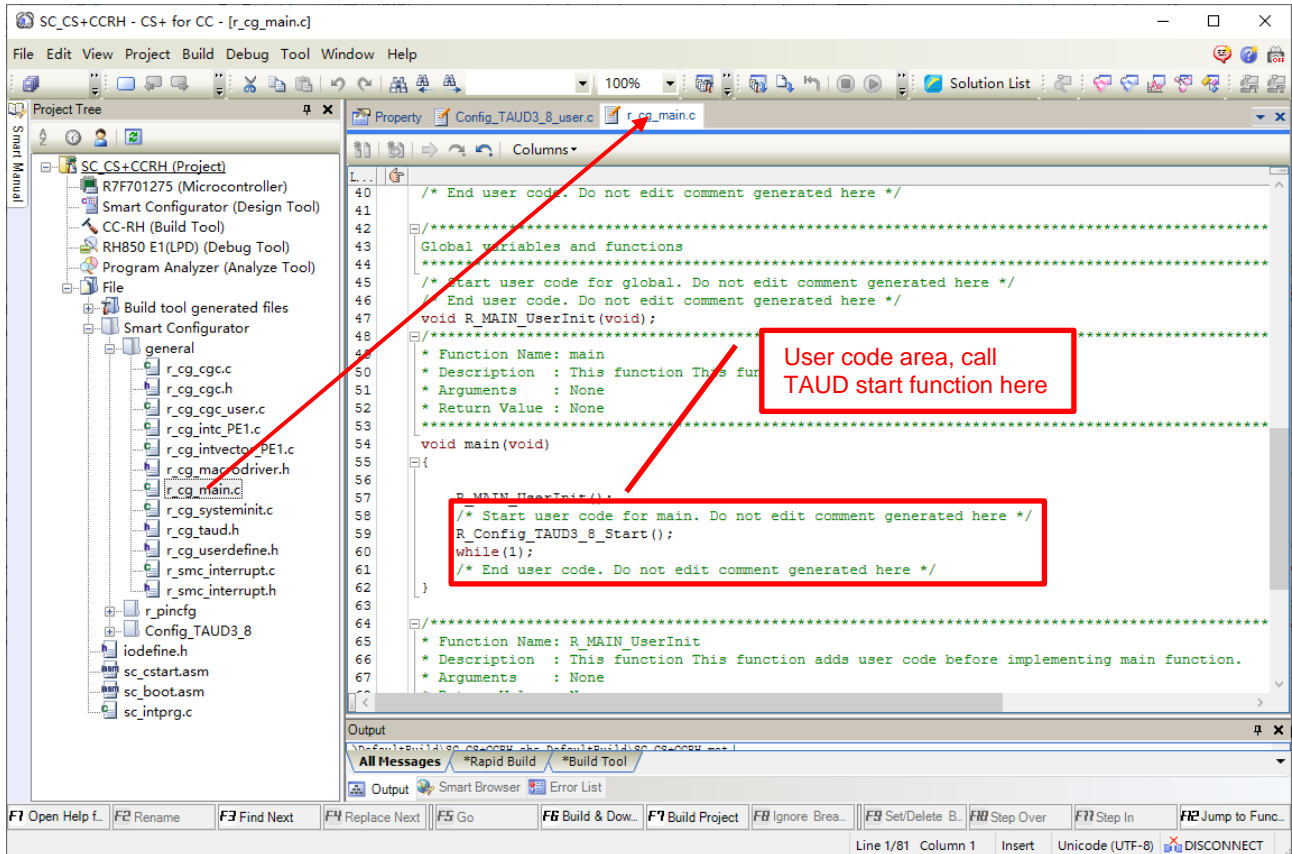 SC_CS+CCRH - CS+ for CC - [r_cg_main.c]
File Edit View Project Build Debug Tool Window Help
100%
Solution List
Project Tree
Smart Manual
SC_CS+CCRH (Project)
R7F701275 (Microcontroller)
Smart Configurator (Design Tool)
CC-RH (Build Tool)
RH850 E1(LPD) (Debug Tool)
Program Analyzer (Analyze Tool)
File
Build tool generated files
Smart Configurator
general
r_cg_cgc.c
r_cg_cgc.h
r_cg_cgc_user.c
r_cg_intc_PE1.c
r_cg_intvector_PE1.c
r_cg_macrodriver.h
r_cg_main.c
r_cg_systeminit.c
r_cg_taud.h
r_cg_userdefine.h
r_smc_interrupt.c
r_smc_interrupt.h
r_pincfg
Config_TAUD3_8
iodefine.h
sc_cstart.asm
sc_boot.asm
sc_intprg.c
Property Config_TAUD3_8_user.c r_cg_main.c
Columns
L...
40 /* End user code. Do not edit comment generated here */
41
42 /***********************************************************************
43 Global variables and functions
44 ***********************************************************************
45 /* Start user code for global. Do not edit comment generated here */
46 /* End user code. Do not edit comment generated here */
47 void R_MAIN_UserInit(void);
48 /***********************************************************************
49 * Function Name: main
50 * Description : This function This fun
51 * Arguments : None
52 * Return Value : None
53 ***********************************************************************
54 void main(void)
55 {
56
57 R_MAIN_UserInit();
58 /* Start user code for main. Do not edit comment generated here */
59 R_Config_TAUD3_8_Start();
60 while(1);
61 /* End user code. Do not edit comment generated here */
62 }
63
64 /***********************************************************************
65 * Function Name: R_MAIN_UserInit
66 * Description : This function This function adds user code before implementing main function.
67 * Arguments : None
User code area, call
TAUD start function here
Output
All Messages *Rapid Build *Build Tool
Output Smart Browser Error List
F1 Open Help f... F2 Rename F3 Find Next F4 Replace Next F5 Go F6 Build & Dow... F7 Build Project F8 Ignore Brea... F9 Set/Delete B... F10 Step Over F11 Step In F12 Jump to Func...
Line 1/81 Column 1 Insert Unicode (UTF-8) DISCONNECT